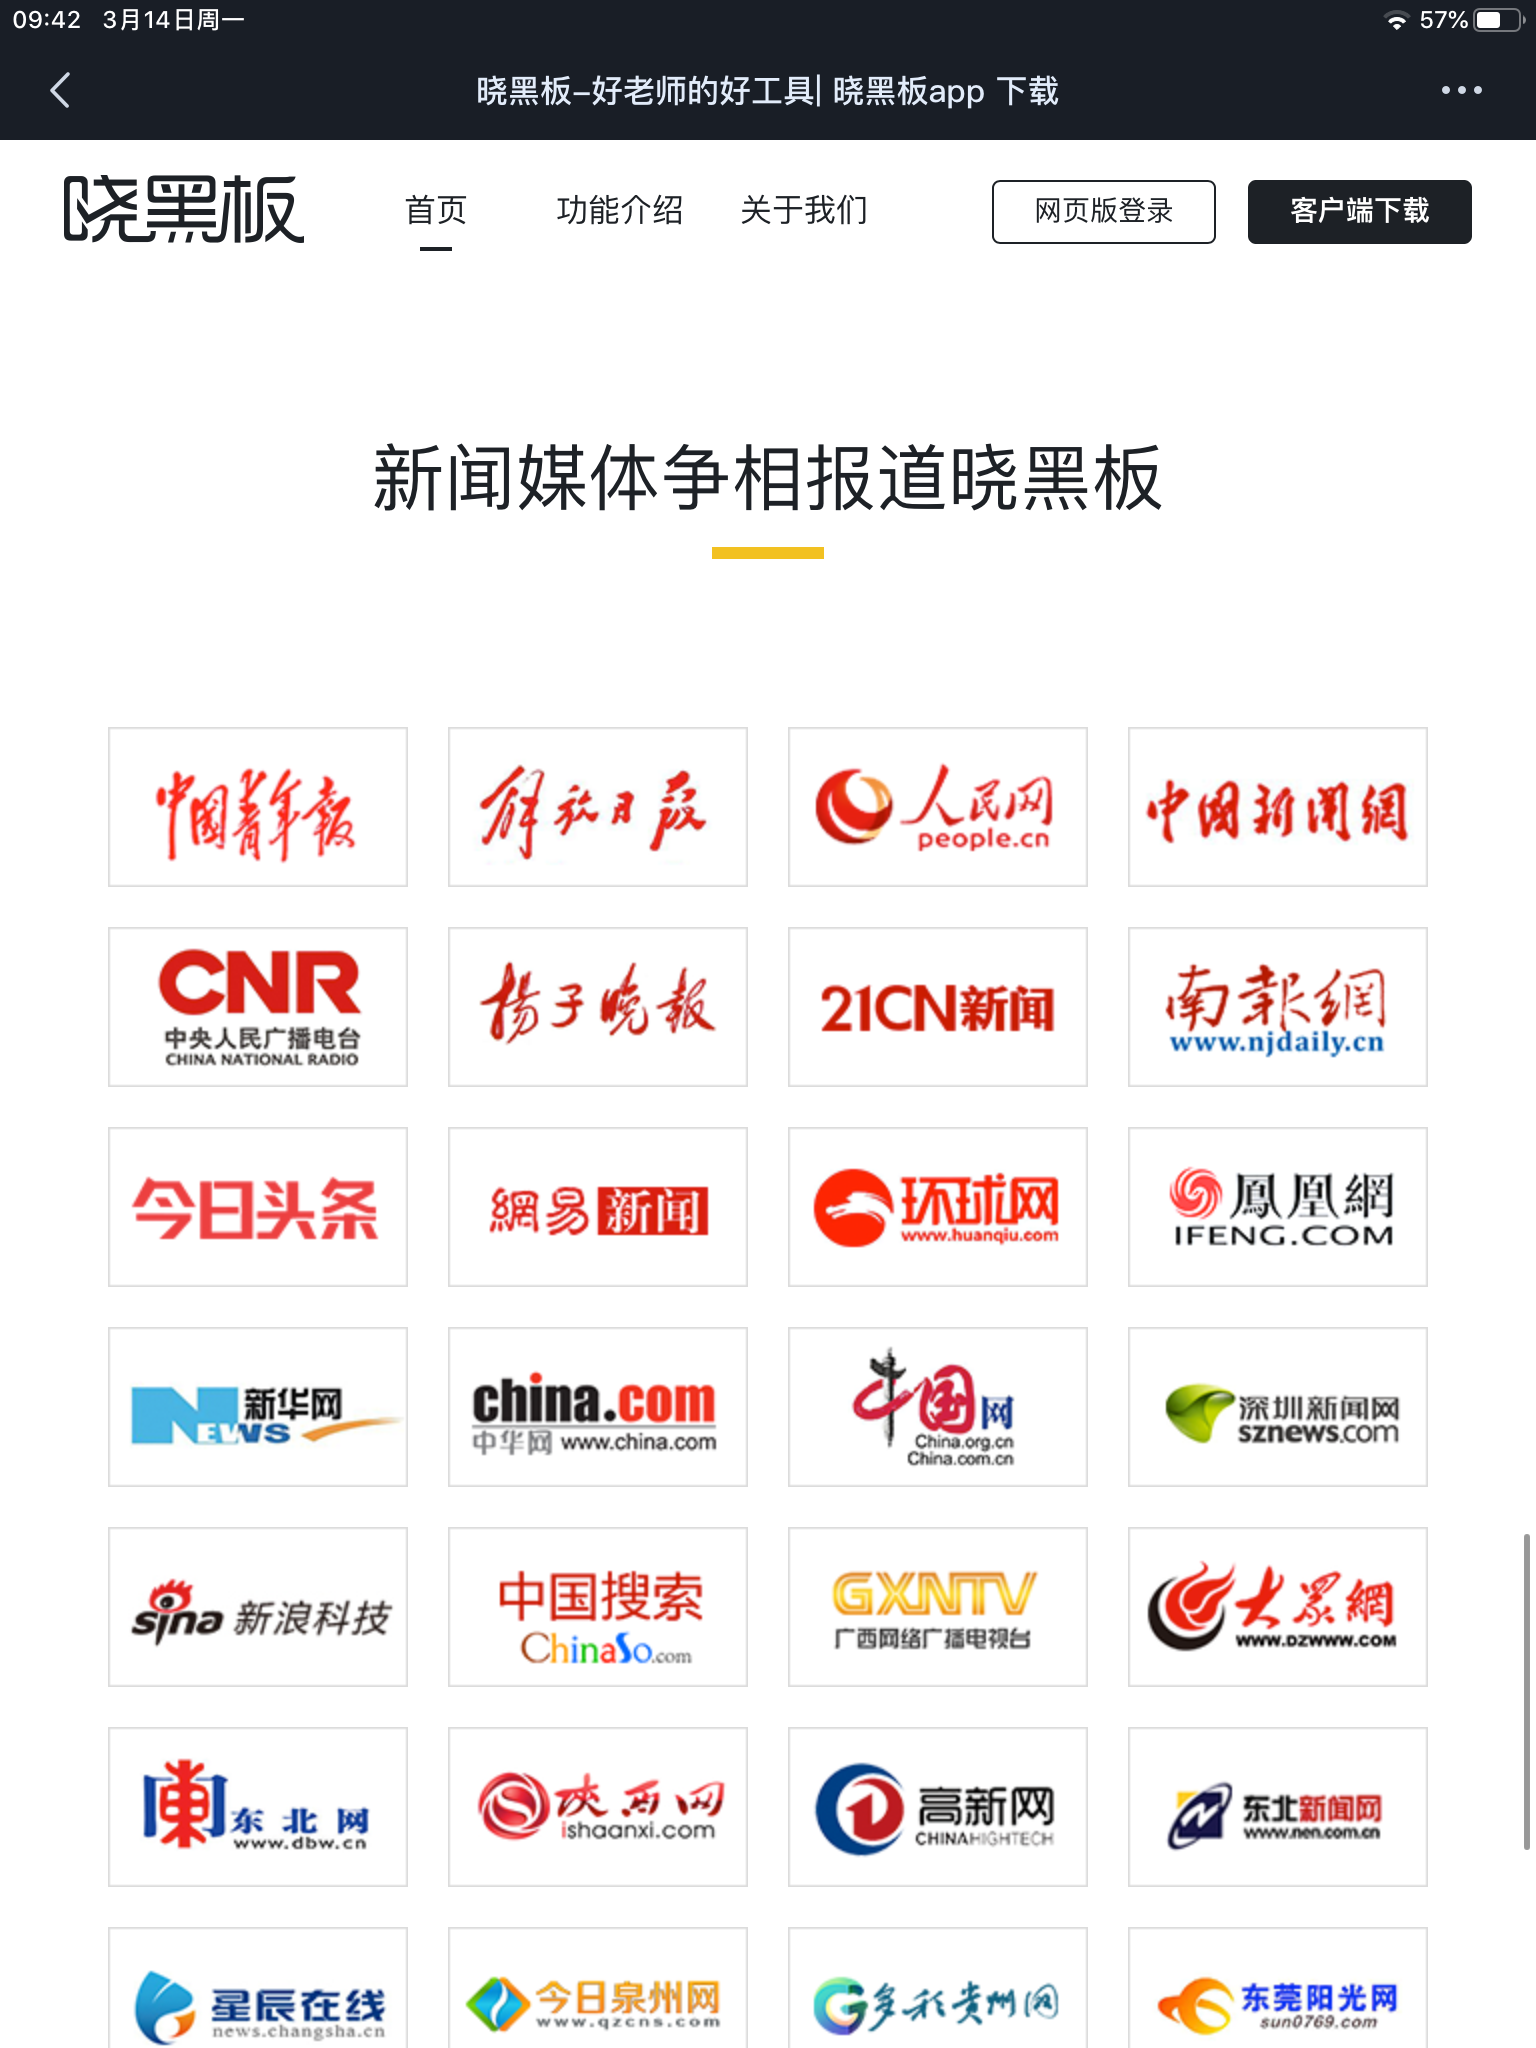 09:42 3月14日周一
57%
晓黑板-好老师的好工具| 晓黑板app 下载
晓黑板
首页 功能介绍 关于我们 网页版登录 客户端下载
新闻媒体争相报道晓黑板
中国青年报
解放日报
人民网
people.cn
中国新闻網
CNR
中央人民广播电台
CHINA NATIONAL RADIO
揚子晚報
21CN新闻
南報網
www.njdaily.cn
今日头条
網易新闻
环球网
www.huanqiu.com
鳳凰網
IFENG.COM
新华网
NEWS
china.com
中华网 www.china.com
中国网
China.org.cn
China.com.cn
深圳新闻网
sznews.com
sina 新浪科技
中国搜索
ChinaSo.com
GXNTV
广西网络广播电视台
大眾網
WWW.DZWWW.COM
东北网
www.dbw.cn
陕西网
ishaanxi.com
高新网
CHINAHIGHTECH
东北新闻网
www.nen.com.cn
星辰在线
news.changsha.cn
今日泉州网
www.qzcns.com
多彩贵州网
东莞阳光网
sun0769.com